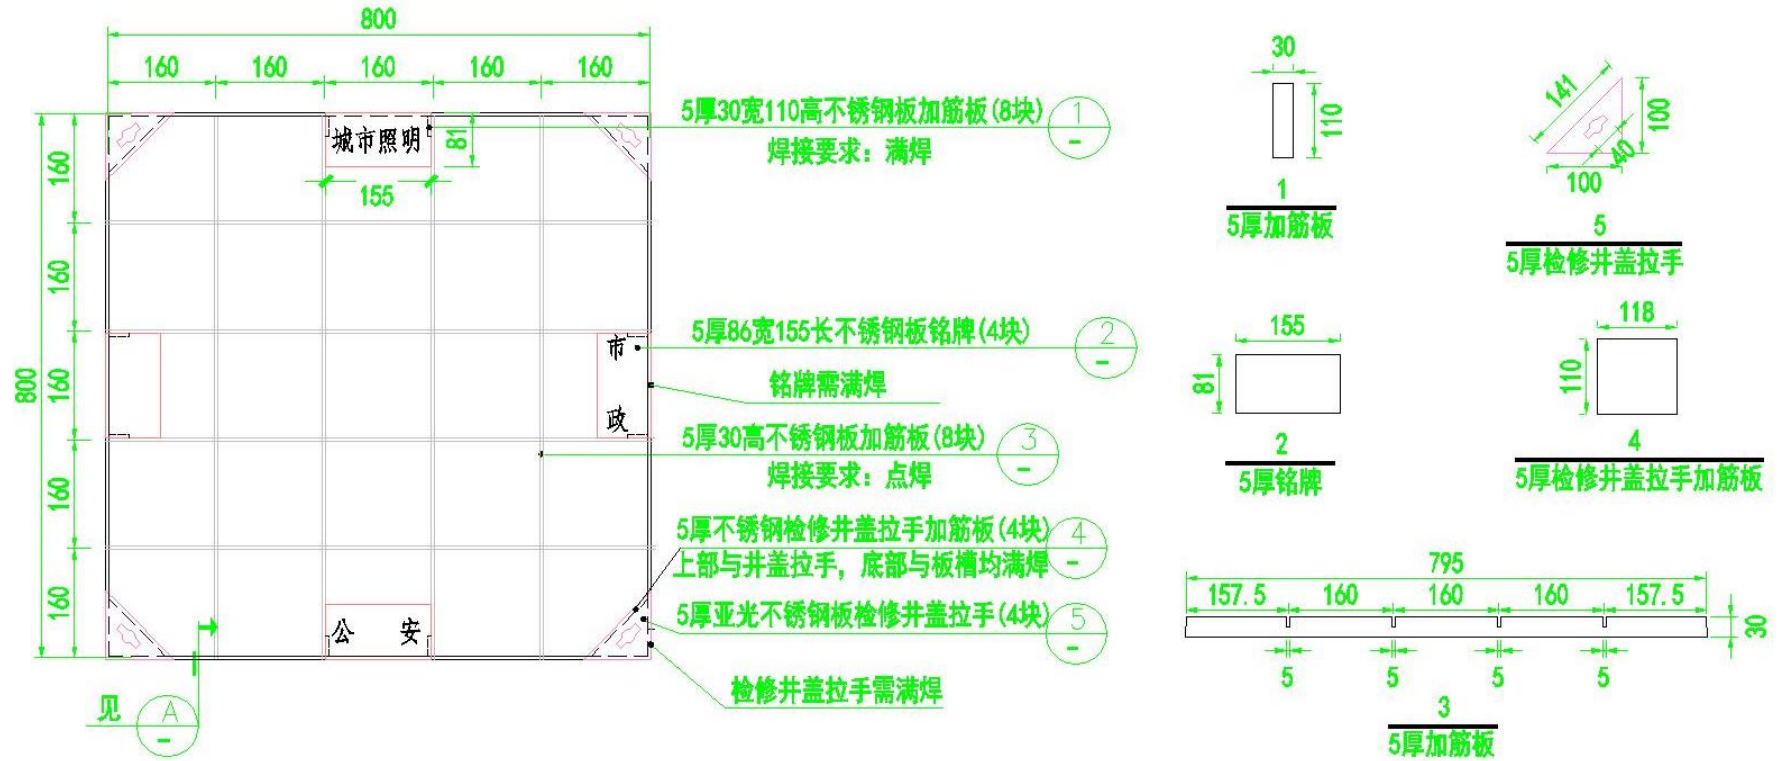 800
160 160 160 160 160
800
160
160
160
160
160
城市照明
81
155
市
政
公 安
见
A
-
5厚30宽110高不锈钢板加筋板(8块)
焊接要求：满焊
1
-
5厚86宽155长不锈钢板铭牌(4块)
2
-
铭牌需满焊
5厚30高不锈钢板加筋板(8块)
焊接要求：点焊
3
-
5厚不锈钢检修井盖拉手加筋板(4块)
上部与井盖拉手，底部与板槽均满焊
4
-
5厚亚光不锈钢板检修井盖拉手(4块)
5
-
检修井盖拉手需满焊
30
110
1
5厚加筋板
141
100
40
100
5
5厚检修井盖拉手
155
81
2
5厚铭牌
118
110
4
5厚检修井盖拉手加筋板
795
157.5 160 160 160 157.5
30
5 5 5 5
3
5厚加筋板